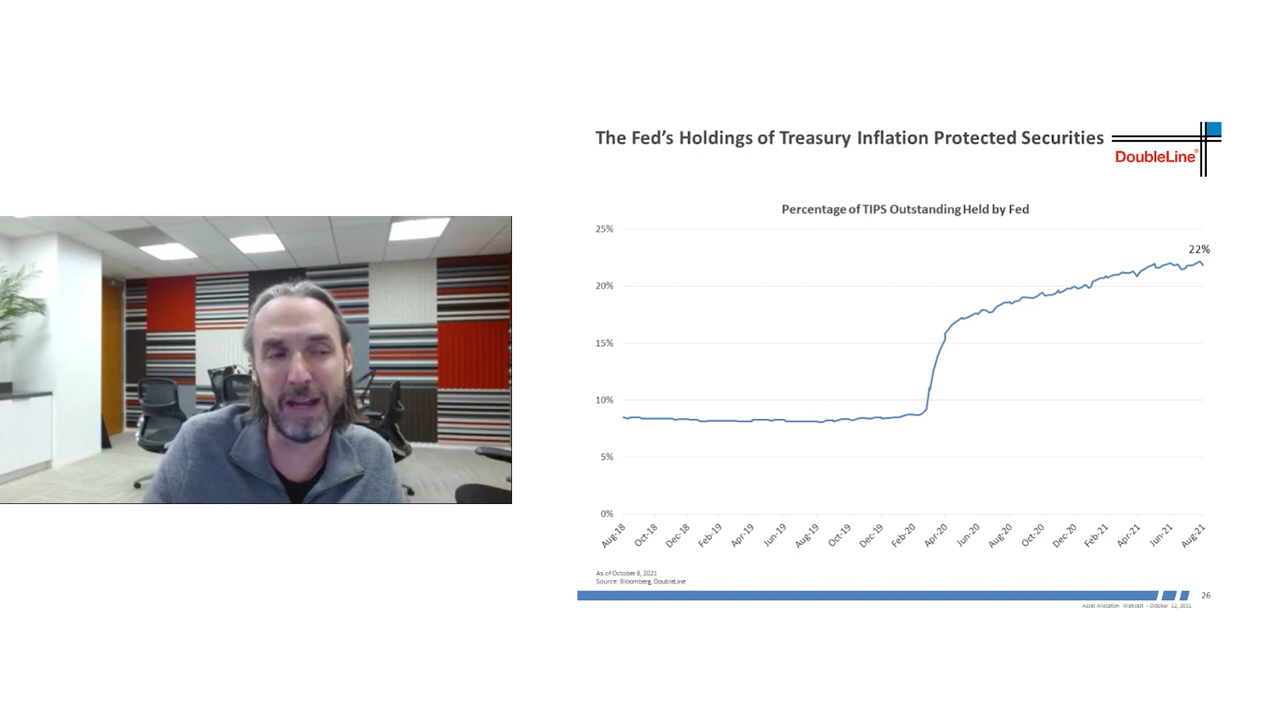 The Fed's Holdings of Treasury Inflation Protected Securities
DoubleLine®
Percentage of TIPS Outstanding Held by Fed
25%
22%
20%
15%
10%
5%
0%
Aug-18 Oct-18 Dec-18 Feb-19 Apr-19 Jun-19 Aug-19 Oct-19 Dec-19 Feb-20 Apr-20 Jun-20 Aug-20 Oct-20 Dec-20 Feb-21 Apr-21 Jun-21 Aug-21
As of October 8, 2021
Source: Bloomberg, DoubleLine
26
Asset Allocation Webcast – October 12, 2021